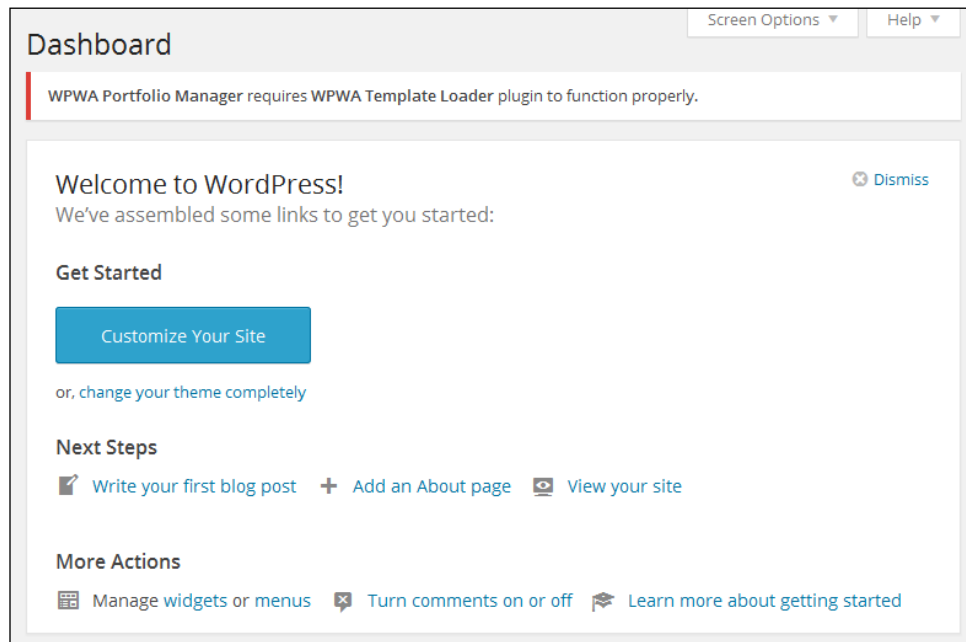 Screen Options Help
Dashboard
WPWA Portfolio Manager requires WPWA Template Loader plugin to function properly.
Welcome to WordPress!
Dismiss
We've assembled some links to get you started:
Get Started
Customize Your Site
or, change your theme completely
Next Steps
Write your first blog post Add an About page View your site
More Actions
Manage widgets or menus Turn comments on or off Learn more about getting started